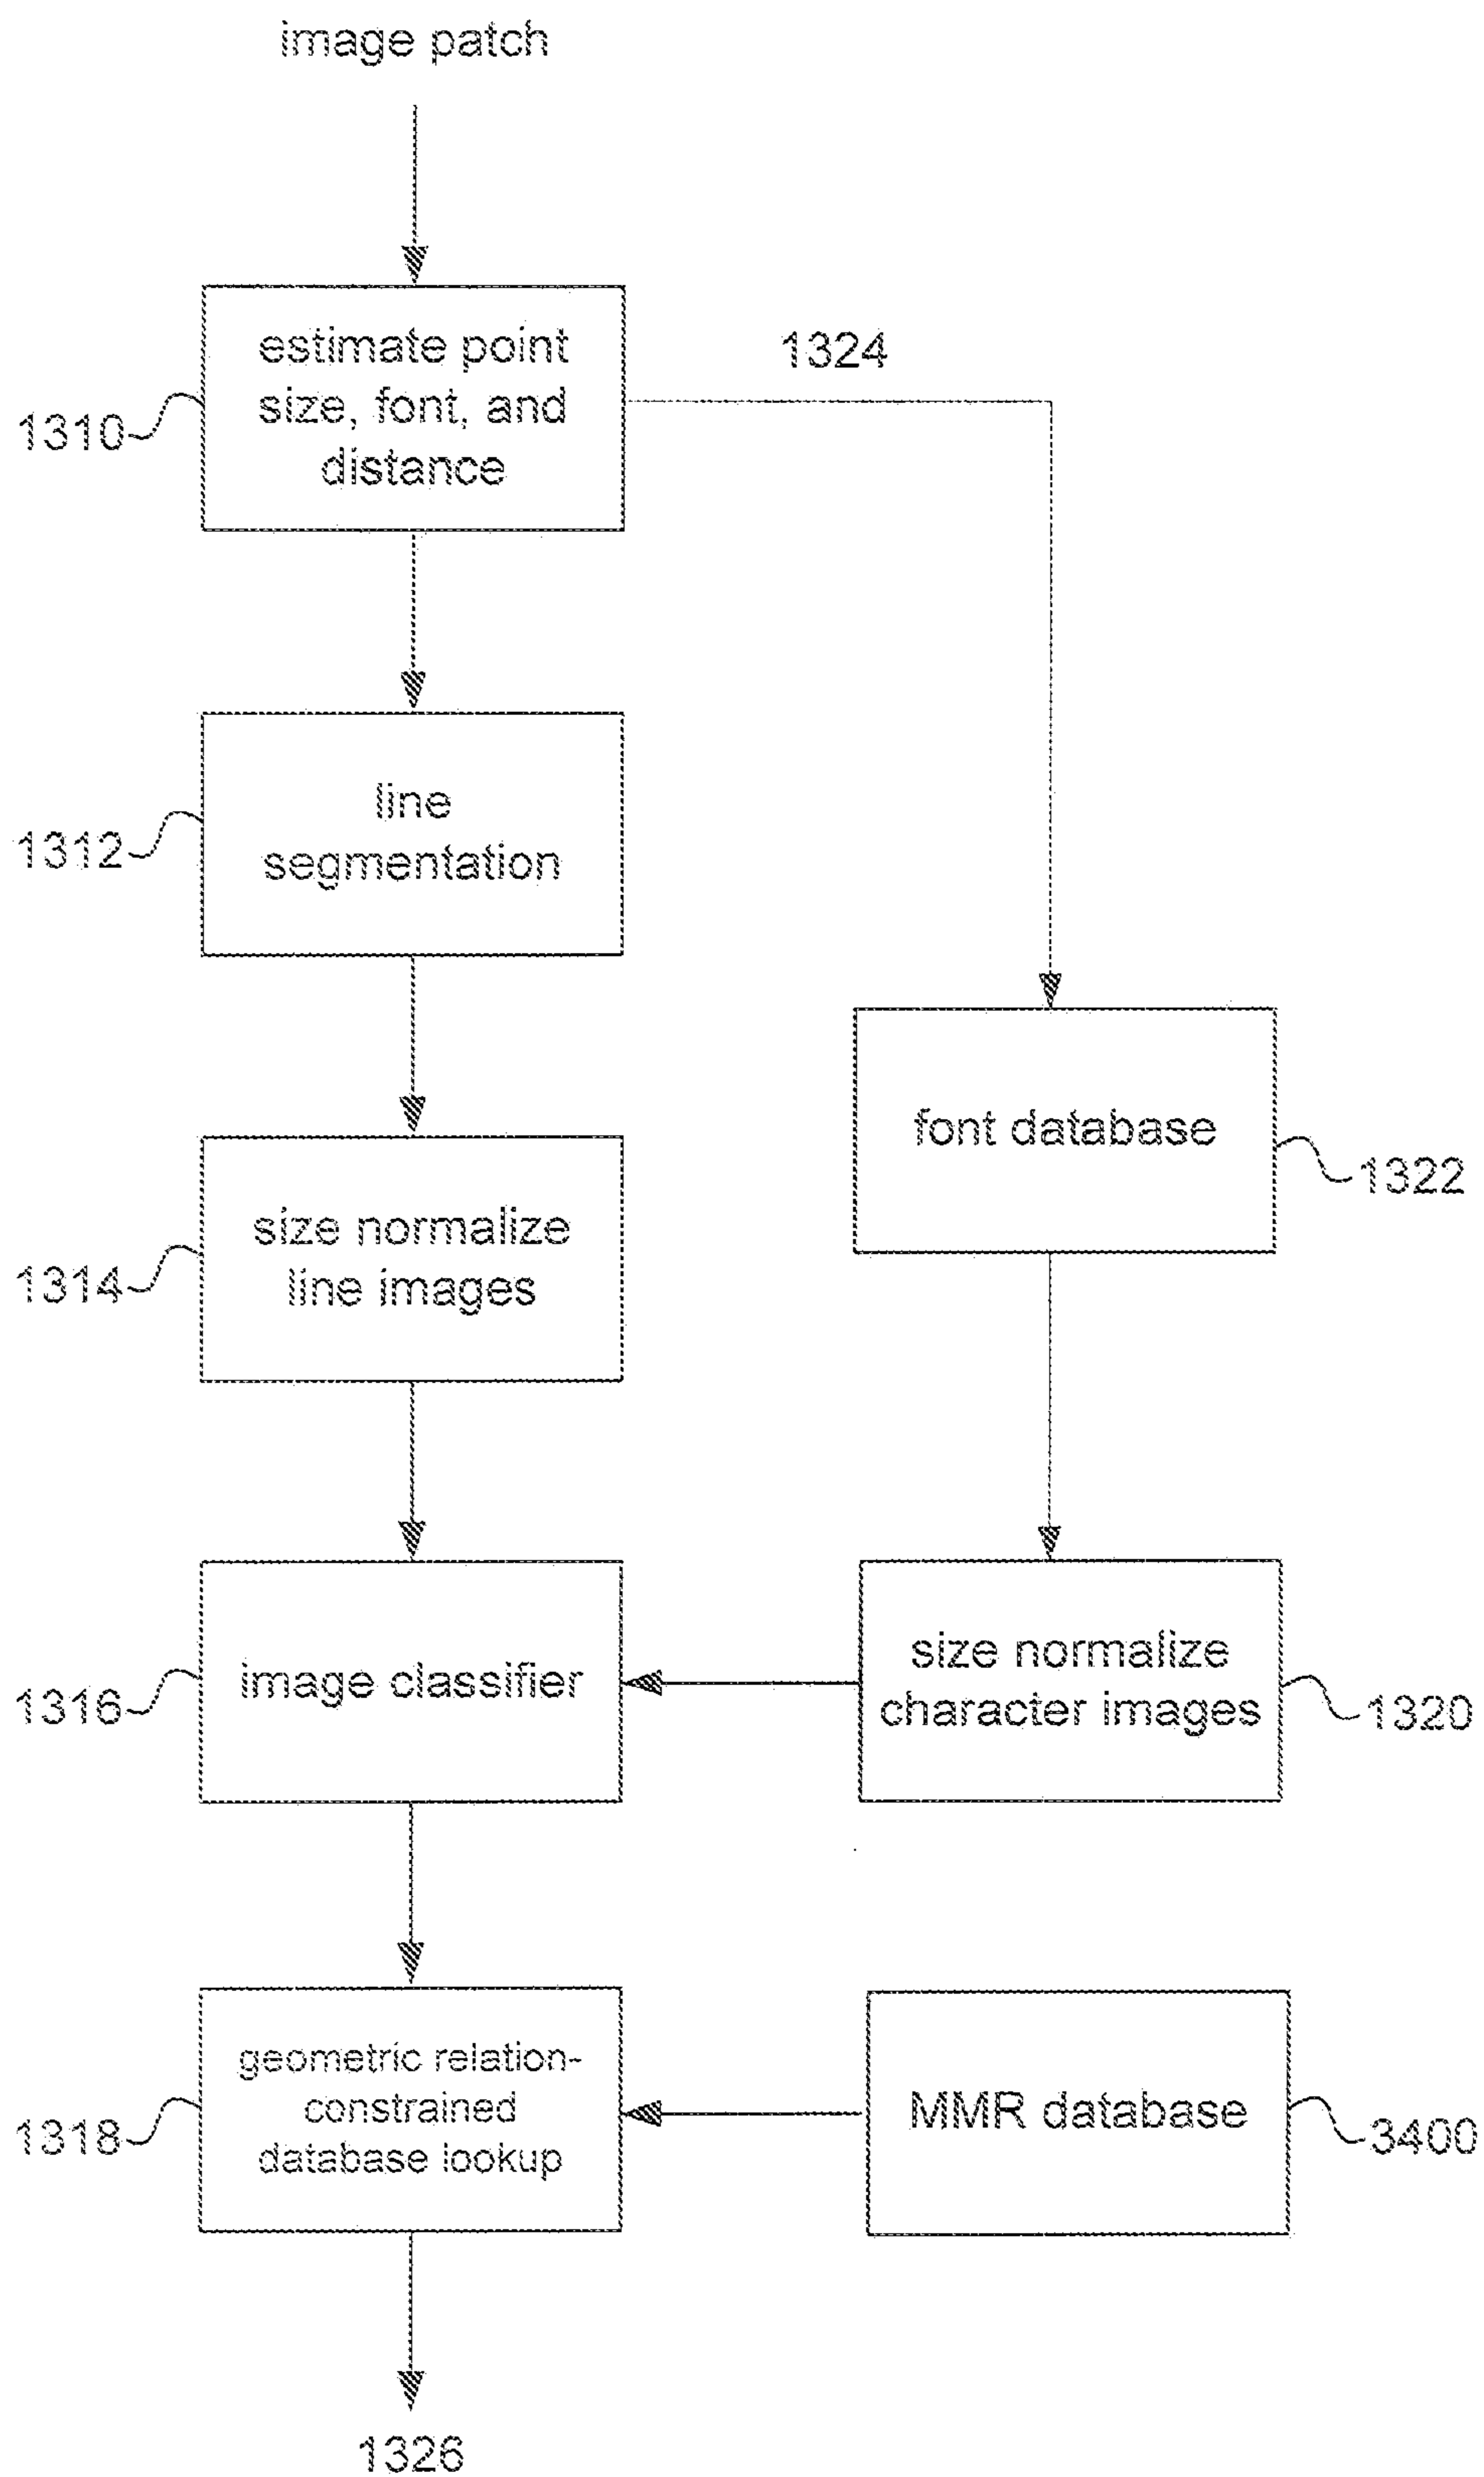 image patch
estimate point
size, font, and
distance
1310
1324
line
segmentation
1312
font database
1322
size normalize
line images
1314
image classifier
1316
size normalize
character images
1320
geometric relation-
constrained
database lookup
1318
MMR database
3400
1326